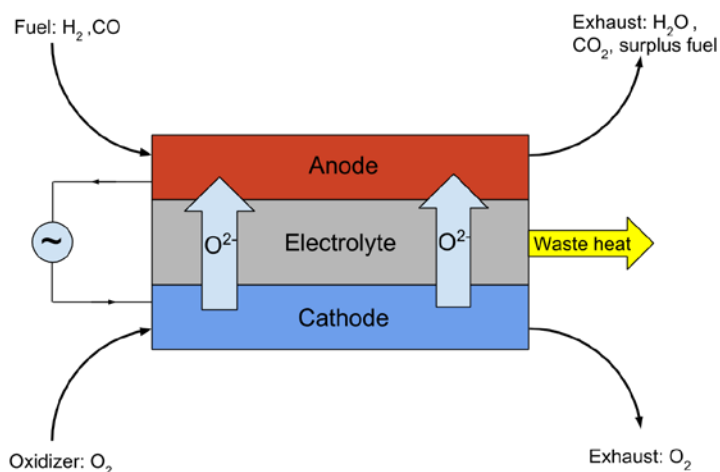 Fuel: H₂ ,CO
Exhaust: H₂O ,
CO₂, surplus fuel
Anode
~
O²⁻
Electrolyte
O²⁻
Waste heat
Cathode
Oxidizer: O₂
Exhaust: O₂